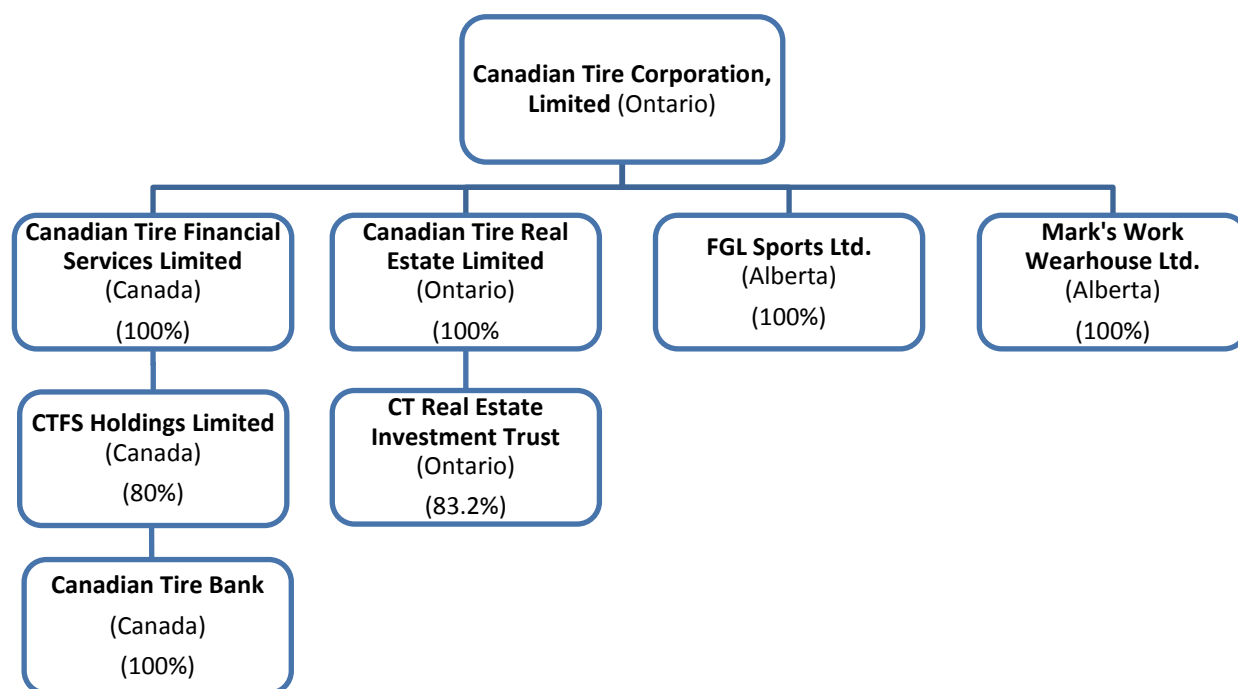 Canadian Tire Corporation,
Limited (Ontario)
Canadian Tire Financial
Services Limited
(Canada)
(100%)
Canadian Tire Real
Estate Limited
(Ontario)
(100%
FGL Sports Ltd.
(Alberta)
(100%)
Mark's Work
Wearhouse Ltd.
(Alberta)
(100%)
CTFS Holdings Limited
(Canada)
(80%)
CT Real Estate
Investment Trust
(Ontario)
(83.2%)
Canadian Tire Bank
(Canada)
(100%)